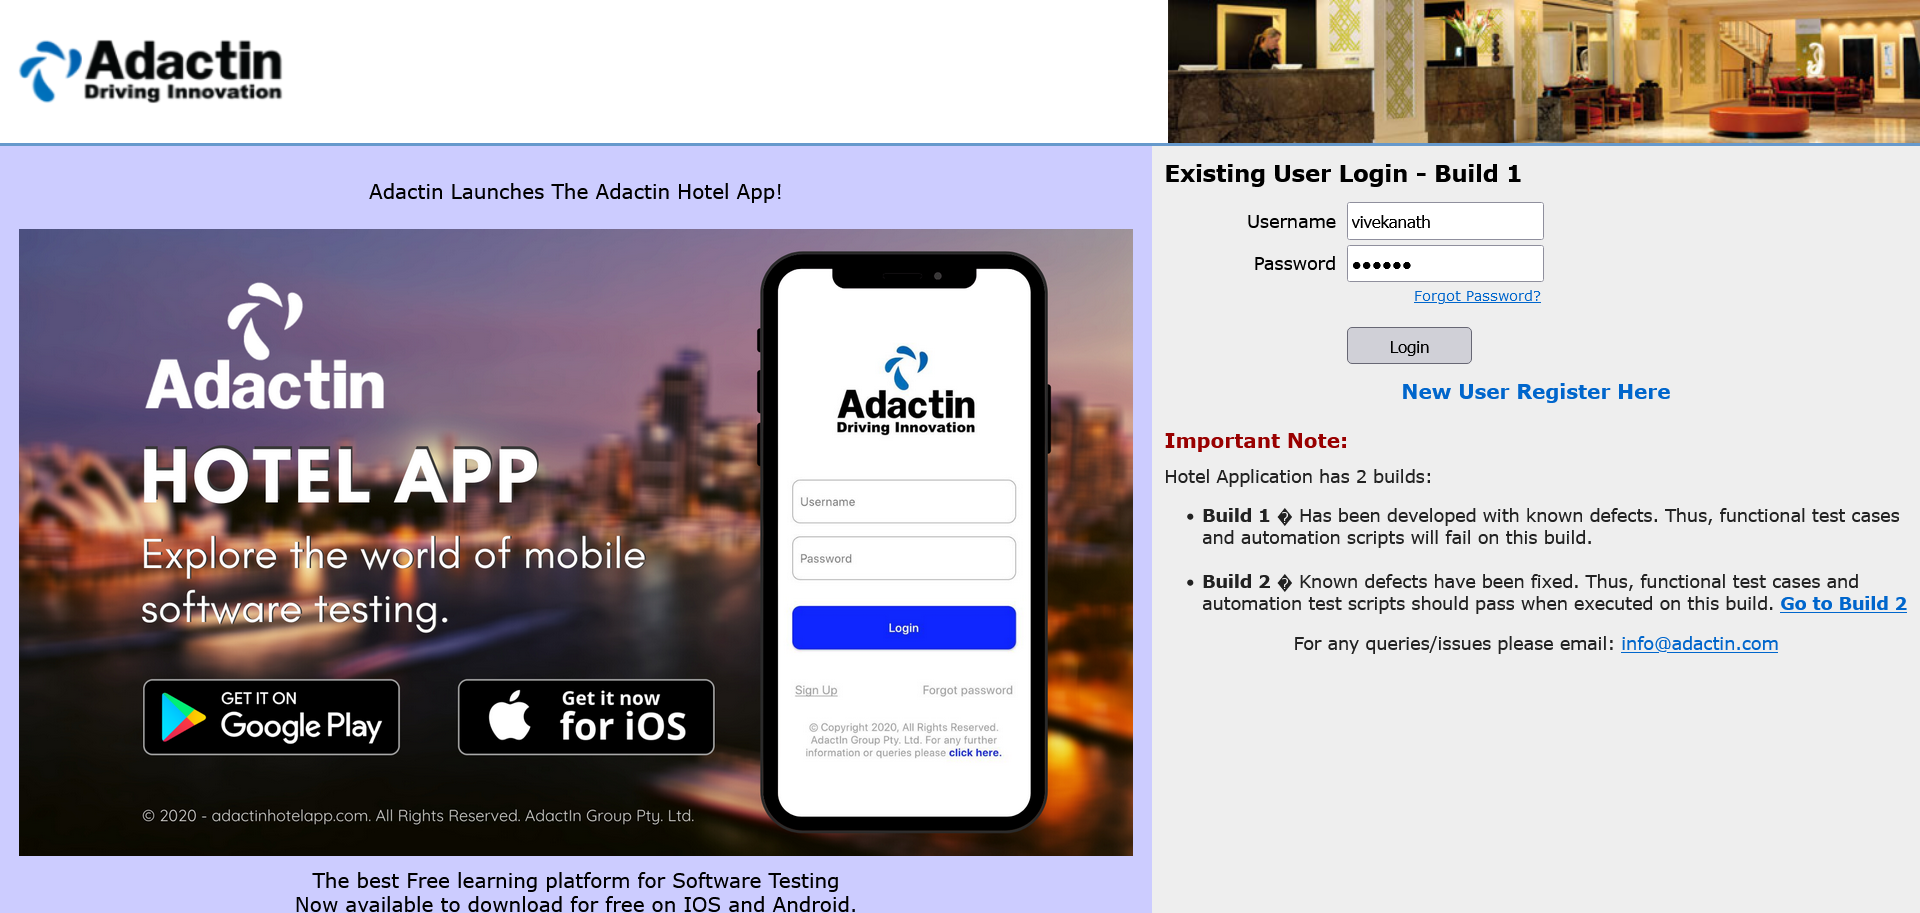 Adactin
Driving Innovation
Adactin Launches The Adactin Hotel App!
Adactin
HOTEL APP
Explore the world of mobile
software testing.
GET IT ON
Google Play
Get it now
for iOS
© 2020 - adactinhotelapp.com. All Rights Reserved. AdactIn Group Pty. Ltd.
Adactin
Driving Innovation
Username
Password
Login
Sign Up Forgot password
© Copyright 2020, All Rights Reserved.
AdactIn Group Pty. Ltd. For any further
information or queries please click here.
The best Free learning platform for Software Testing
Now available to download for free on IOS and Android.
Existing User Login - Build 1
Username vivekanath
Password ••••••
Forgot Password?
Login
New User Register Here
Important Note:
Hotel Application has 2 builds:
• Build 1 � Has been developed with known defects. Thus, functional test cases
and automation scripts will fail on this build.
• Build 2 � Known defects have been fixed. Thus, functional test cases and
automation test scripts should pass when executed on this build. Go to Build 2
For any queries/issues please email: info@adactin.com